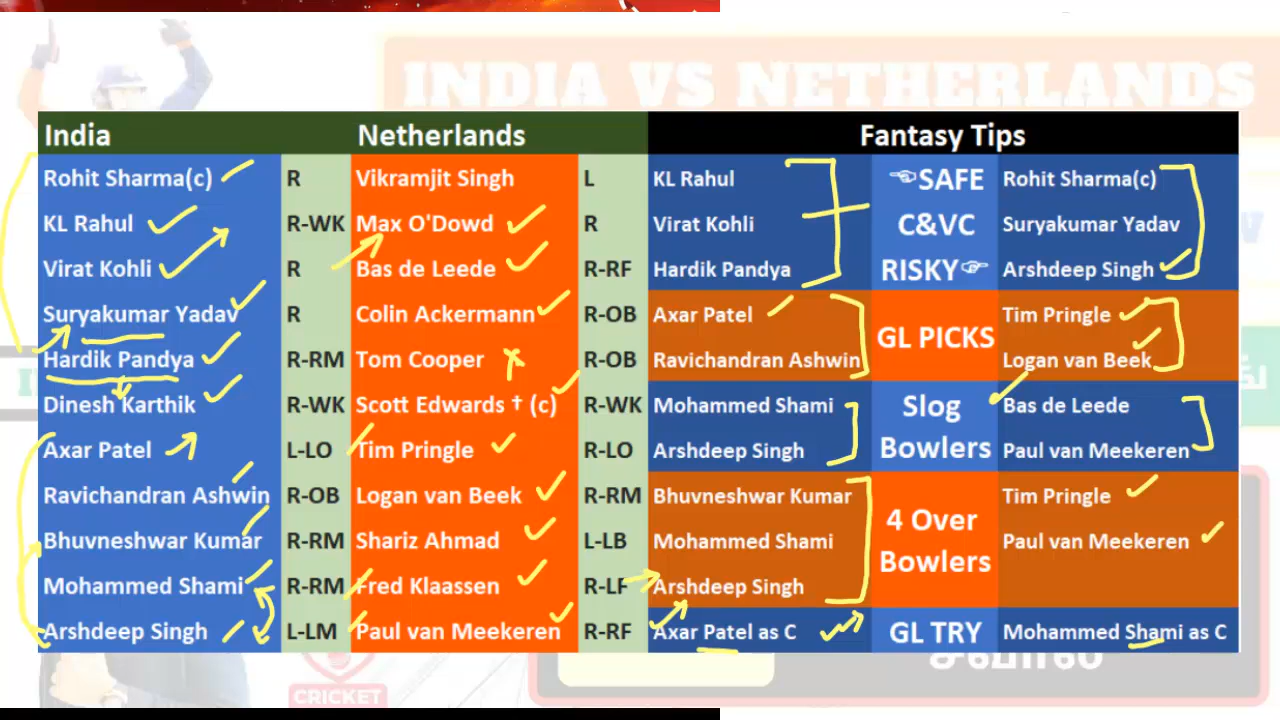 INDIA VS NETHERLANDS
India Netherlands Fantasy Tips
Rohit Sharma(c) R Vikramjit Singh L KL Rahul ☜SAFE Rohit Sharma(c)
KL Rahul R-WK Max O'Dowd R Virat Kohli C&VC Suryakumar Yadav
Virat Kohli R Bas de Leede R-RF Hardik Pandya RISKY☞ Arshdeep Singh
Suryakumar Yadav R Colin Ackermann R-OB Axar Patel GL PICKS Tim Pringle
Hardik Pandya R-RM Tom Cooper R-OB Ravichandran Ashwin Logan van Beek
Dinesh Karthik R-WK Scott Edwards † (c) R-WK Mohammed Shami Slog Bas de Leede
Axar Patel L-LO Tim Pringle R-LO Arshdeep Singh Bowlers Paul van Meekeren
Ravichandran Ashwin R-OB Logan van Beek R-RM Bhuvneshwar Kumar 4 Over Tim Pringle
Bhuvneshwar Kumar R-RM Shariz Ahmad L-LB Mohammed Shami Bowlers Paul van Meekeren
Mohammed Shami R-RM Fred Klaassen R-LF Arshdeep Singh
Arshdeep Singh L-LM Paul van Meekeren R-RF Axar Patel as C GL TRY Mohammed Shami as C
CRICKET